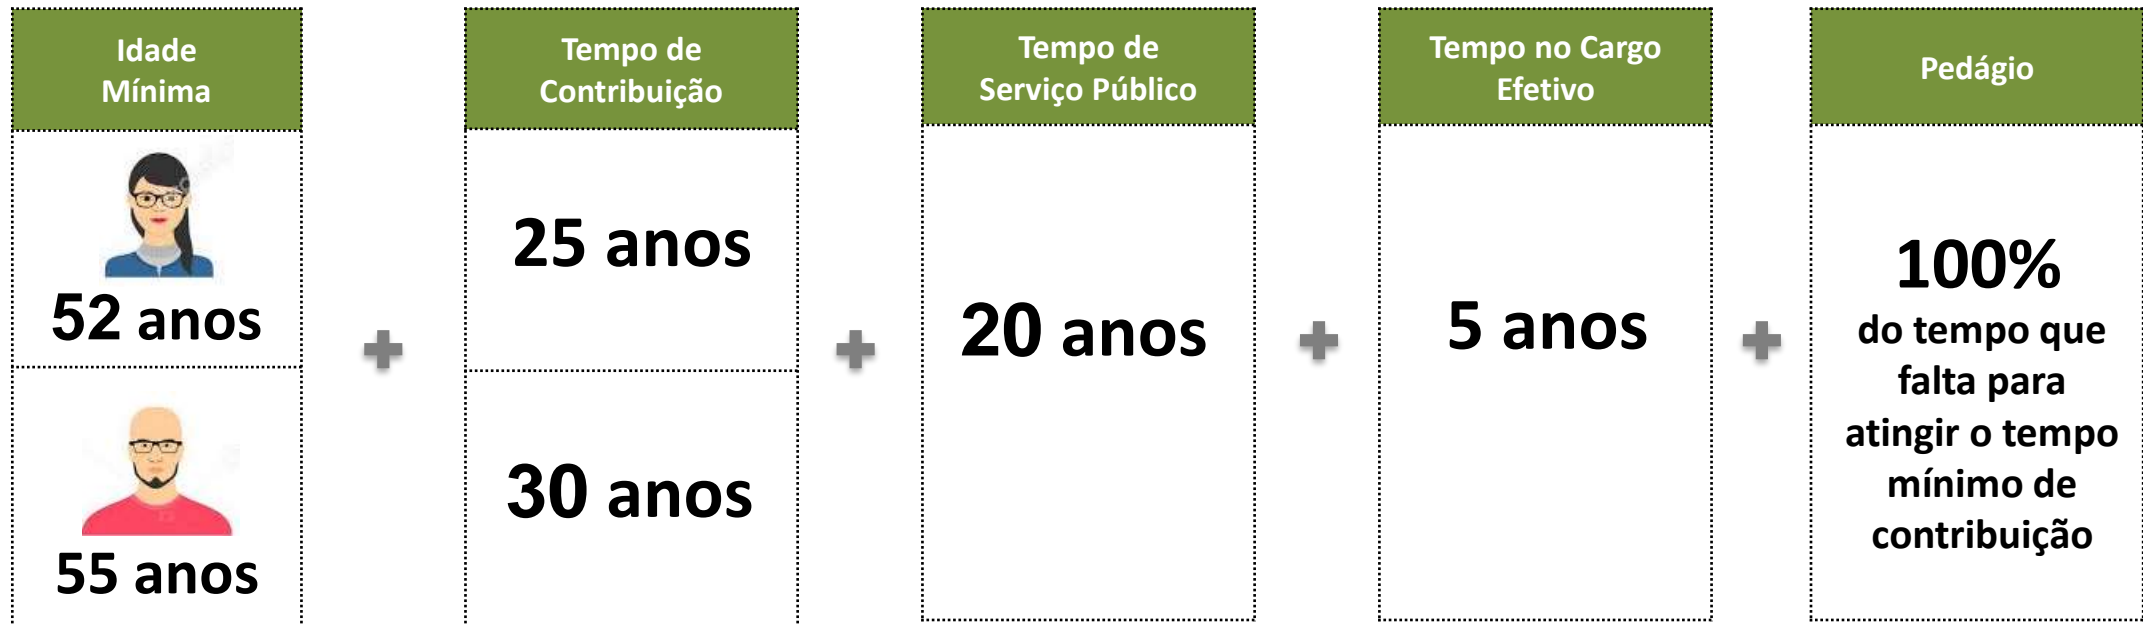 Idade
Mínima
52 anos
55 anos
Tempo de
Contribuição
25 anos
30 anos
Tempo de
Serviço Público
20 anos
Tempo no Cargo
Efetivo
5 anos
Pedágio
100%
do tempo que
falta para
atingir o tempo
mínimo de
contribuição